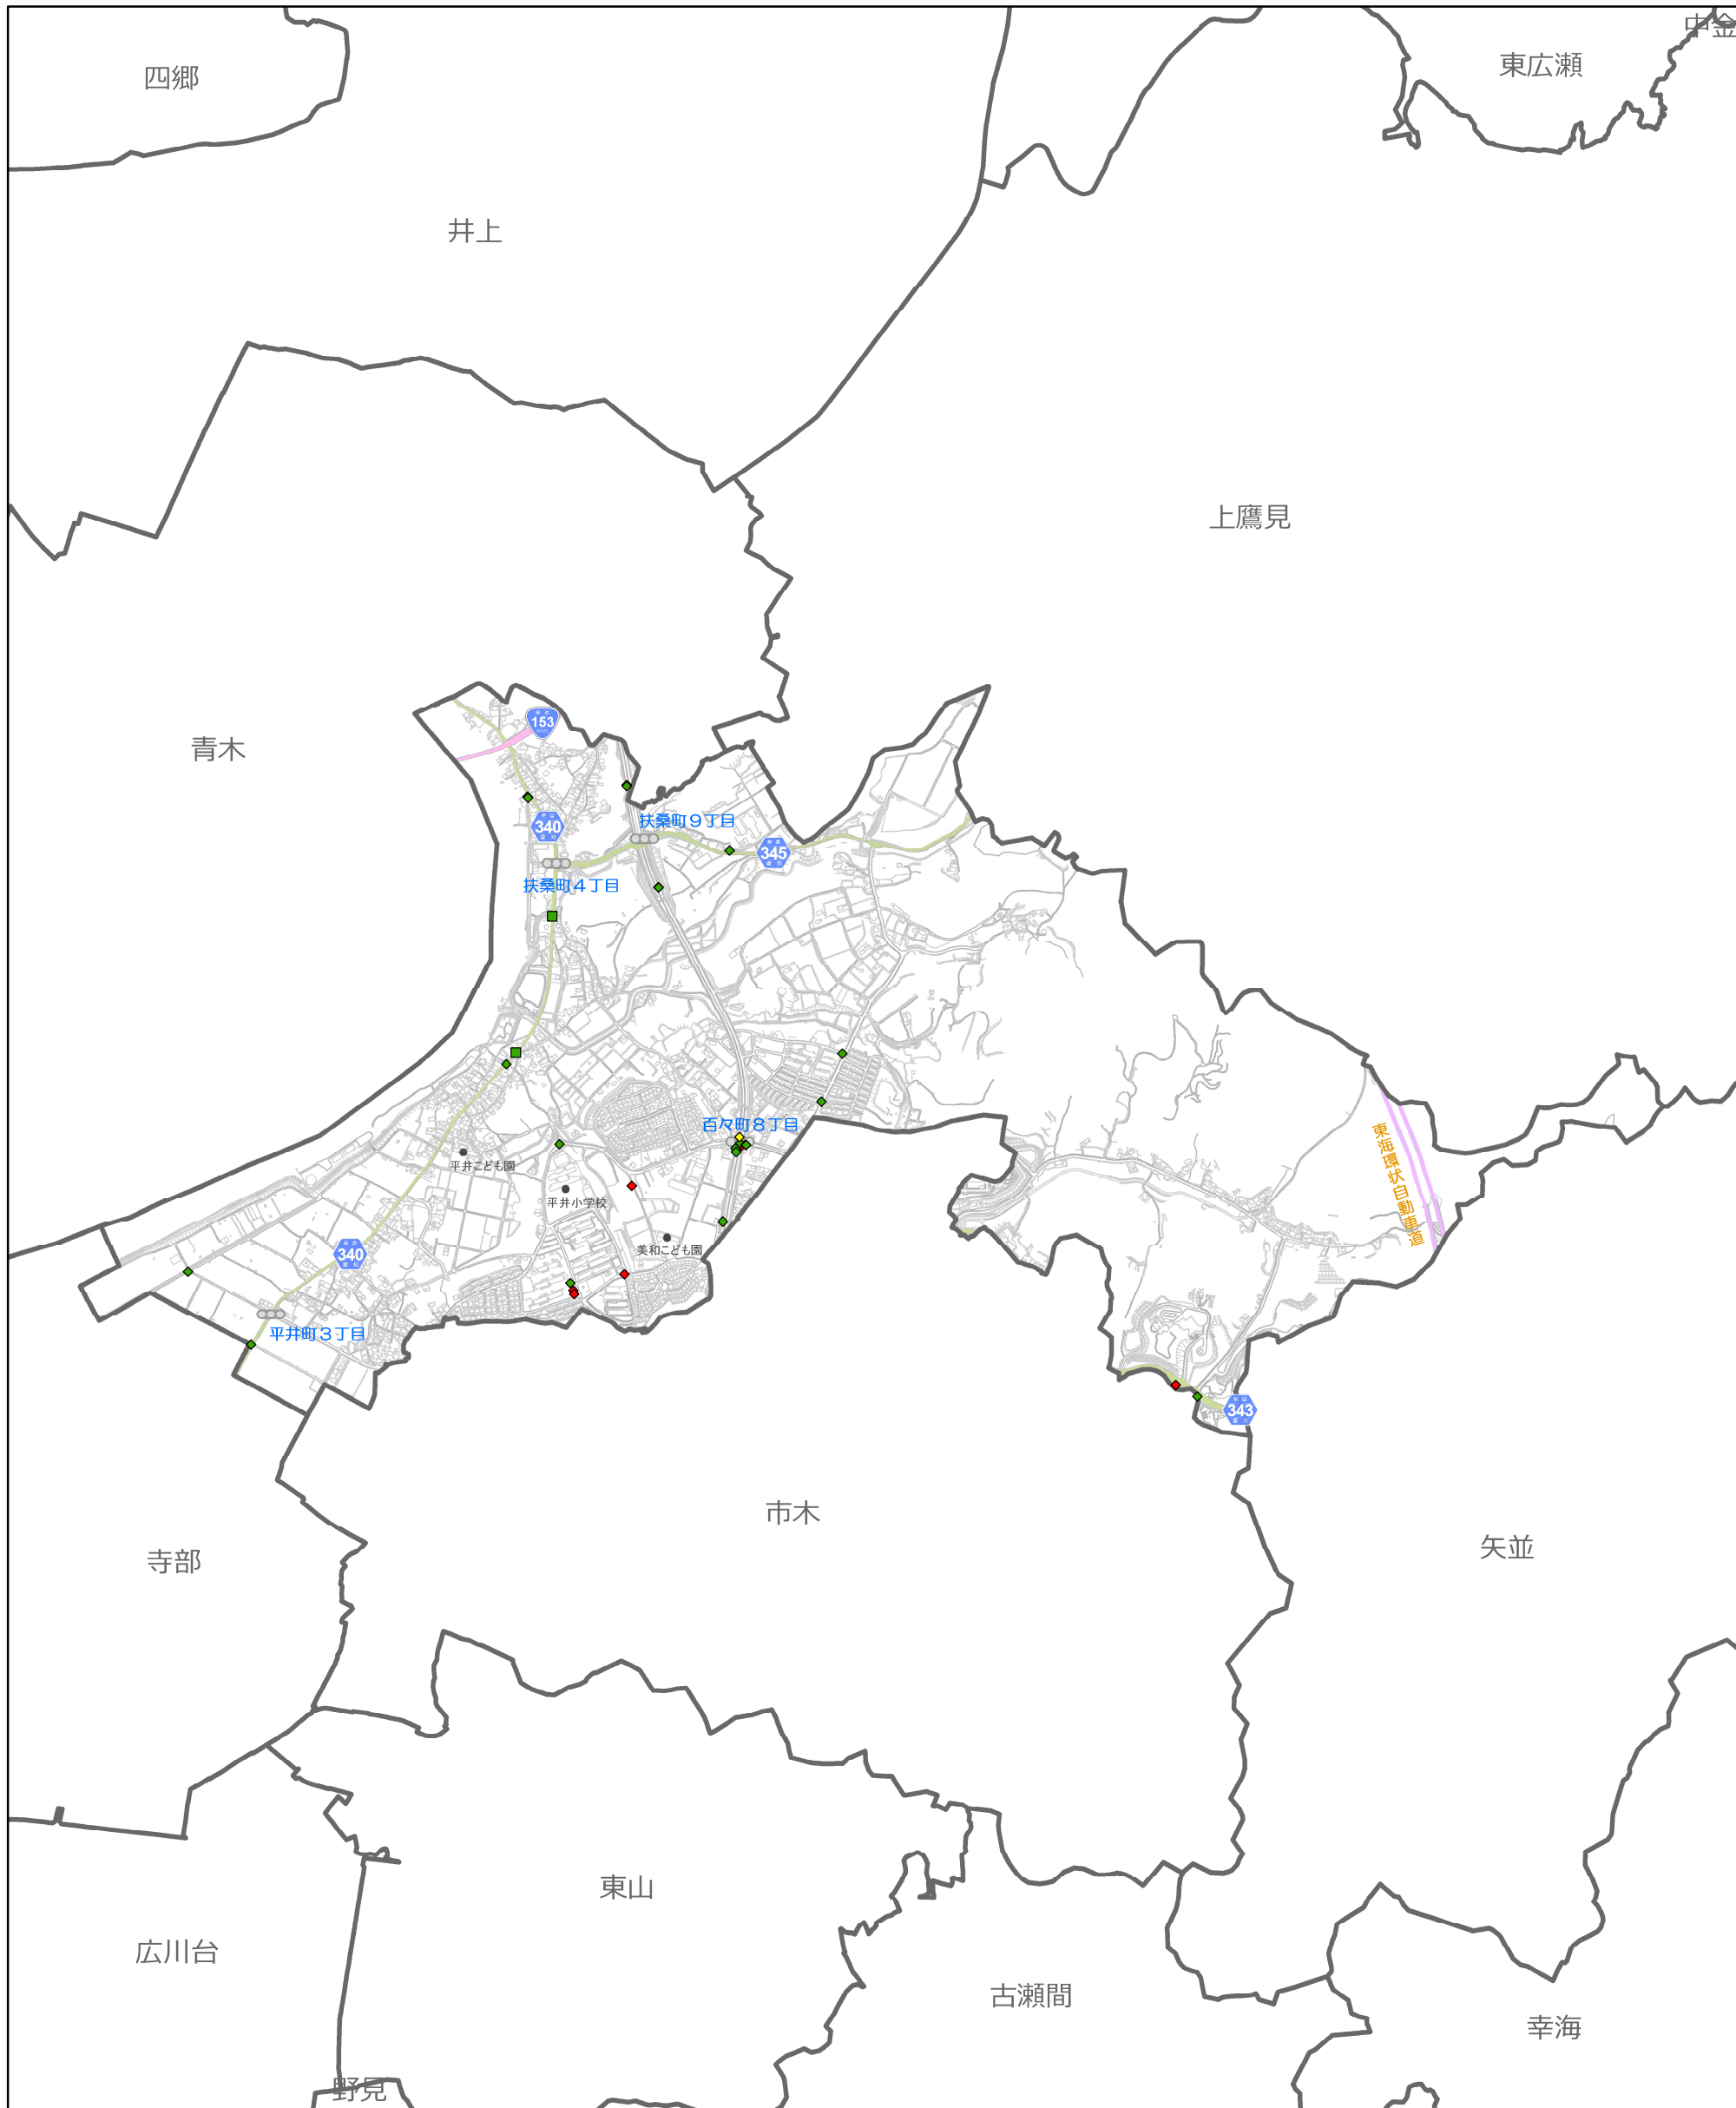 中金
東広瀬
四郷
井上
上鷹見
153
青木
扶桑町9丁目
340
345
扶桑町4丁目
百々町8丁目
東海環状自動車道
平井こども園
平井小学校
美和こども園
340
平井町3丁目
343
市木
矢並
寺部
東山
広川台
古瀬間
幸海
野見